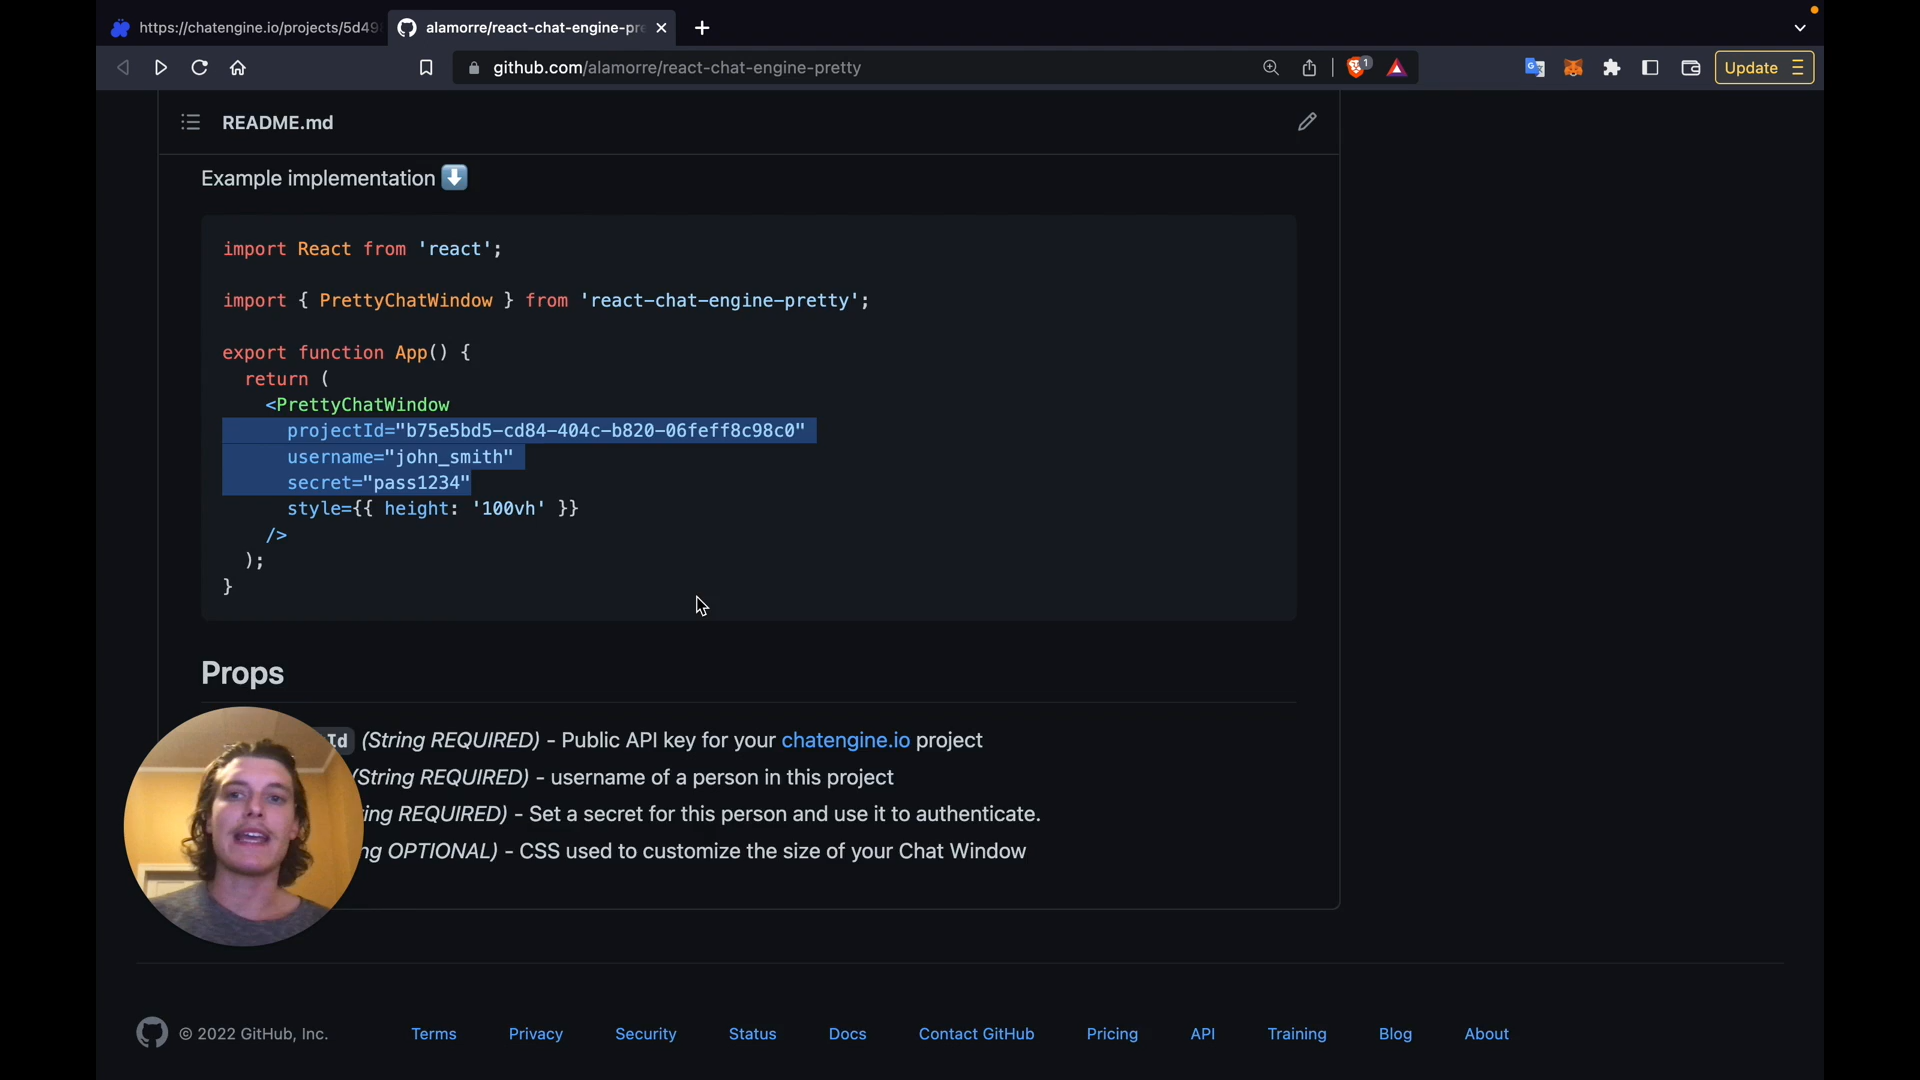 https://chatengine.io/projects/5d49
alamorre/react-chat-engine-pre
github.com/alamorre/react-chat-engine-pretty
1
Update
README.md
Example implementation
import React from 'react';
import { PrettyChatWindow } from 'react-chat-engine-pretty';
export function App() {
return (
<PrettyChatWindow
projectId="b75e5bd5-cd84-404c-b820-06feff8c98c0"
username="john_smith"
secret="pass1234"
style={{ height: '100vh' }}
/>
);
}
Props
Id (String REQUIRED) - Public API key for your chatengine.io project
(String REQUIRED) - username of a person in this project
ing REQUIRED) - Set a secret for this person and use it to authenticate.
ng OPTIONAL) - CSS used to customize the size of your Chat Window
© 2022 GitHub, Inc. Terms Privacy Security Status Docs Contact GitHub Pricing API Training Blog About